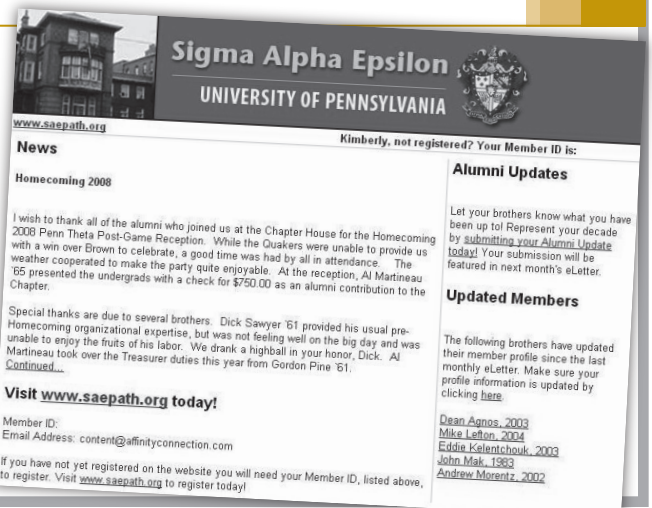 Sigma Alpha Epsilon
UNIVERSITY OF PENNSYLVANIA
www.saepath.org
Kimberly, not registered? Your Member ID is:
News
Homecoming 2008
I wish to thank all of the alumni who joined us at the Chapter House for the Homecoming
2008 Penn Theta Post-Game Reception. While the Quakers were unable to provide us
with a win over Brown to celebrate, a good time was had by all in attendance. The
weather cooperated to make the party quite enjoyable. At the reception, Al Martineau
'65 presented the undergrads with a check for $750.00 as an alumni contribution to the
Chapter.
Special thanks are due to several brothers. Dick Sawyer '61 provided his usual pre-
Homecoming organizational expertise, but was not feeling well on the big day and was
unable to enjoy the fruits of his labor. We drank a highball in your honor, Dick. Al
Martineau took over the Treasurer duties this year from Gordon Pine '61.
Continued...
Visit www.saepath.org today!
Member ID:
Email Address: content@affinityconnection.com
If you have not yet registered on the website you will need your Member ID, listed above,
to register. Visit www.saepath.org to register today!
Alumni Updates
Let your brothers know what you have
been up to! Represent your decade
by submitting your Alumni Update
today! Your submission will be
featured in next month's eLetter.
Updated Members
The following brothers have updated
their member profile since the last
monthly eLetter. Make sure your
profile information is updated by
clicking here.
Dean Agnos, 2003
Mike Lefton, 2004
Eddie Kelentchouk, 2003
John Mak, 1983
Andrew Morentz, 2002